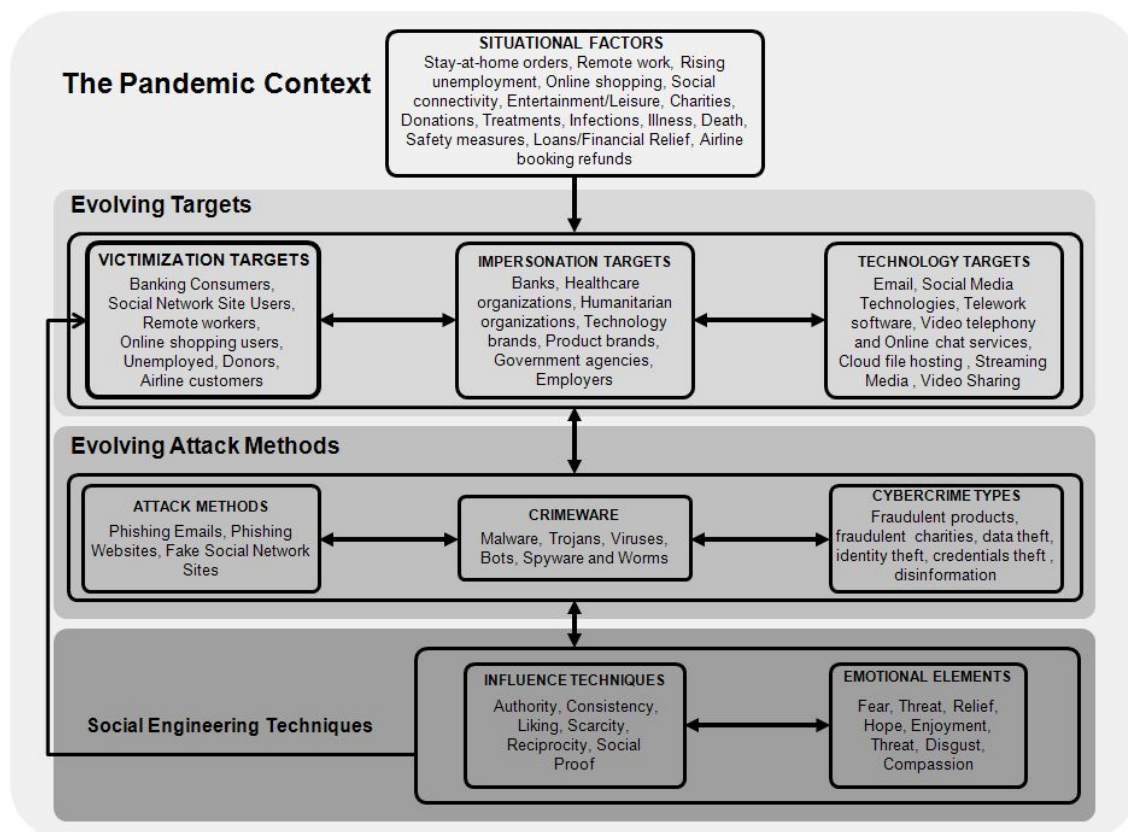 The Pandemic Context
SITUATIONAL FACTORS
Stay-at-home orders, Remote work, Rising
unemployment, Online shopping, Social
connectivity, Entertainment/Leisure, Charities,
Donations, Treatments, Infections, Illness, Death,
Safety measures, Loans/Financial Relief, Airline
booking refunds
Evolving Targets
VICTIMIZATION TARGETS
Banking Consumers,
Social Network Site Users,
Remote workers,
Online shopping users,
Unemployed, Donors,
Airline customers
IMPERSONATION TARGETS
Banks, Healthcare
organizations, Humanitarian
organizations, Technology
brands, Product brands,
Government agencies,
Employers
TECHNOLOGY TARGETS
Email, Social Media
Technologies, Telework
software, Video telephony
and Online chat services,
Cloud file hosting , Streaming
Media , Video Sharing
Evolving Attack Methods
ATTACK METHODS
Phishing Emails, Phishing
Websites, Fake Social Network
Sites
CRIMEWARE
Malware, Trojans, Viruses,
Bots, Spyware and Worms
CYBERCRIME TYPES
Fraudulent products,
fraudulent charities, data theft,
identity theft, credentials theft ,
disinformation
Social Engineering Techniques
INFLUENCE TECHNIQUES
Authority, Consistency,
Liking, Scarcity,
Reciprocity, Social
Proof
EMOTIONAL ELEMENTS
Fear, Threat, Relief,
Hope, Enjoyment,
Threat, Disgust,
Compassion